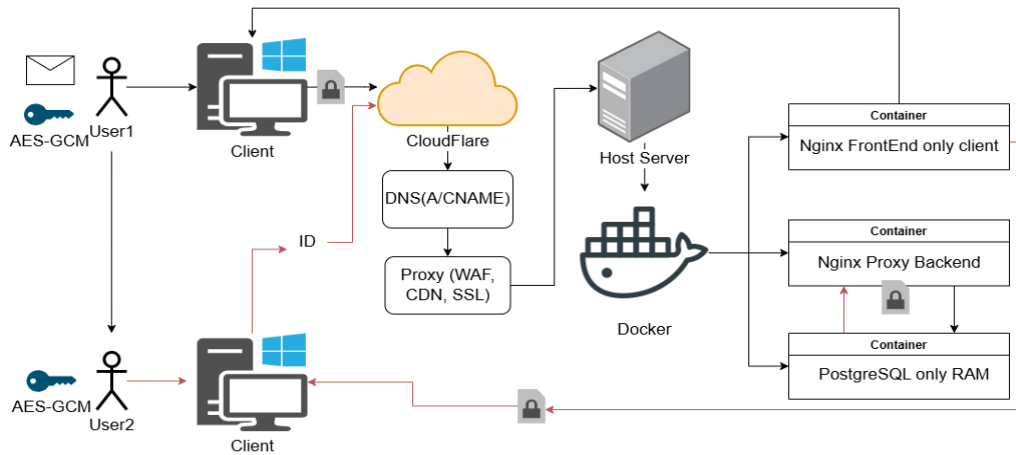 AES-GCM
User1
Client
CloudFlare
DNS(A/CNAME)
Proxy (WAF,
CDN, SSL)
Host Server
Docker
Container
Nginx FrontEnd only client
Container
Nginx Proxy Backend
Container
PostgreSQL only RAM
ID
AES-GCM
User2
Client